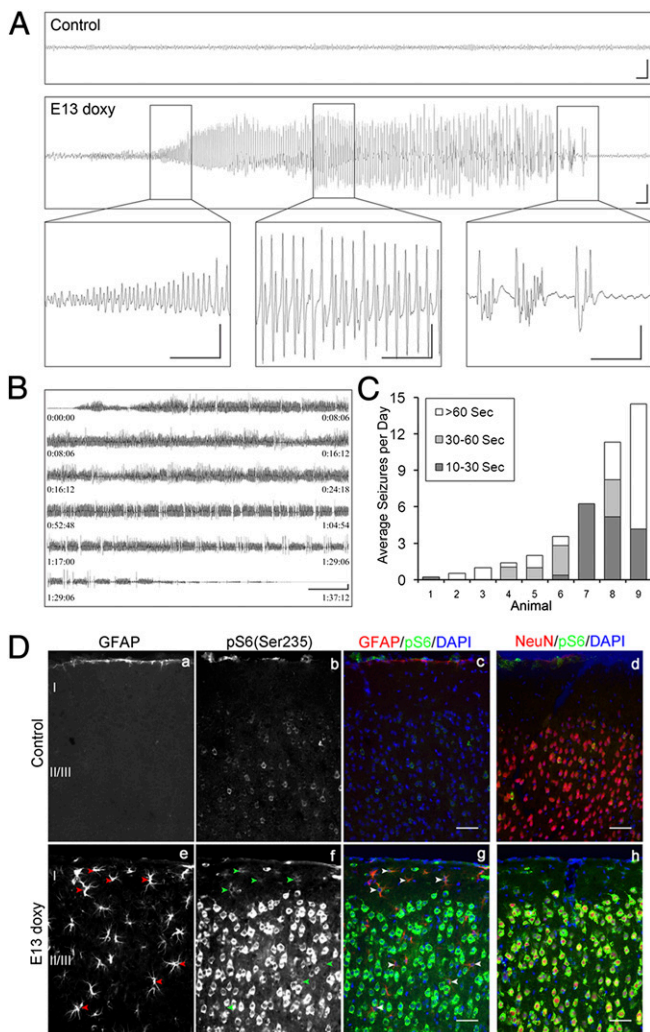 A
Control
E13 doxy
B
0:00:00 0:08:06
0:08:06 0:16:12
0:16:12 0:24:18
0:52:48 1:04:54
1:17:00 1:29:06
1:29:06 1:37:12
C
Average Seizures per Day
15
12
9
6
3
0
>60 Sec
30-60 Sec
10-30 Sec
1 2 3 4 5 6 7 8 9
Animal
D
GFAP pS6(Ser235) GFAP/pS6/DAPI NeuN/pS6/DAPI
Control
a b c d
I
II/III
E13 doxy
e f g h
I
II/III